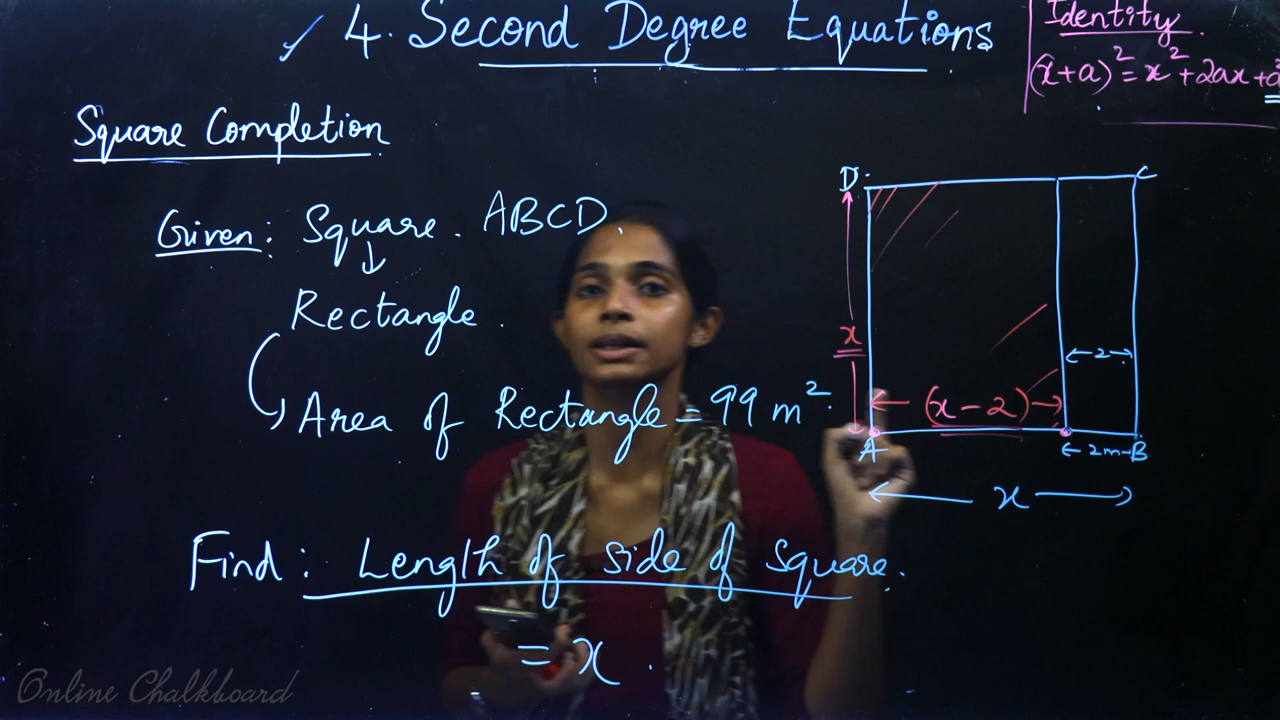 4. Second Degree Equations
Identity
(x+a)² = x² + 2ax + a²
Square Completion
Given: Square. ABCD.
↓
Rectangle.
Area of Rectangle = 99 m².
Find: Length of side of square.
= x.
D
C
x
←2→
←(x-2)→
A
←2m→B
← x →
Online Chalkboard